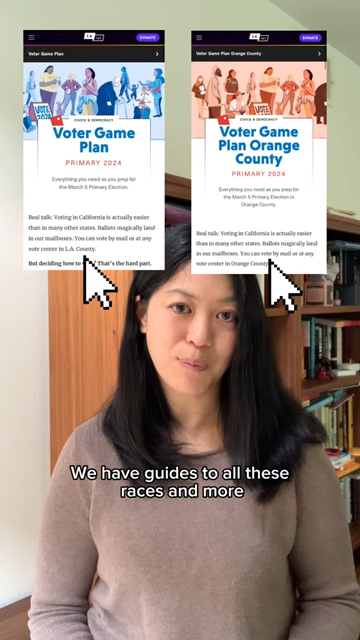 LA
IST
DONATE
Voter Game Plan
VOTE
CIVICS & DEMOCRACY
Voter Game
Plan
PRIMARY 2024
Everything you need as you prep for
the March 5 Primary Election.
Real talk: Voting in California is actually easier
than in many other states. Ballots magically land
in our mailboxes. You can vote by mail or at any
vote center in L.A. County.
But deciding how to That's the hard part.
LA
IST
DONATE
Voter Game Plan Orange County
VOTE
CIVICS & DEMOCRACY
Voter Game
Plan Orange
County
PRIMARY 2024
Everything you need as you prep for
the March 5 Primary Election in
Orange County.
Real talk: Voting in California is actually easier
than in many other states. Ballots magically land
in our mailboxes. You can vote by mail or at any
vote center in Orange County.
We have guides to all these
races and more